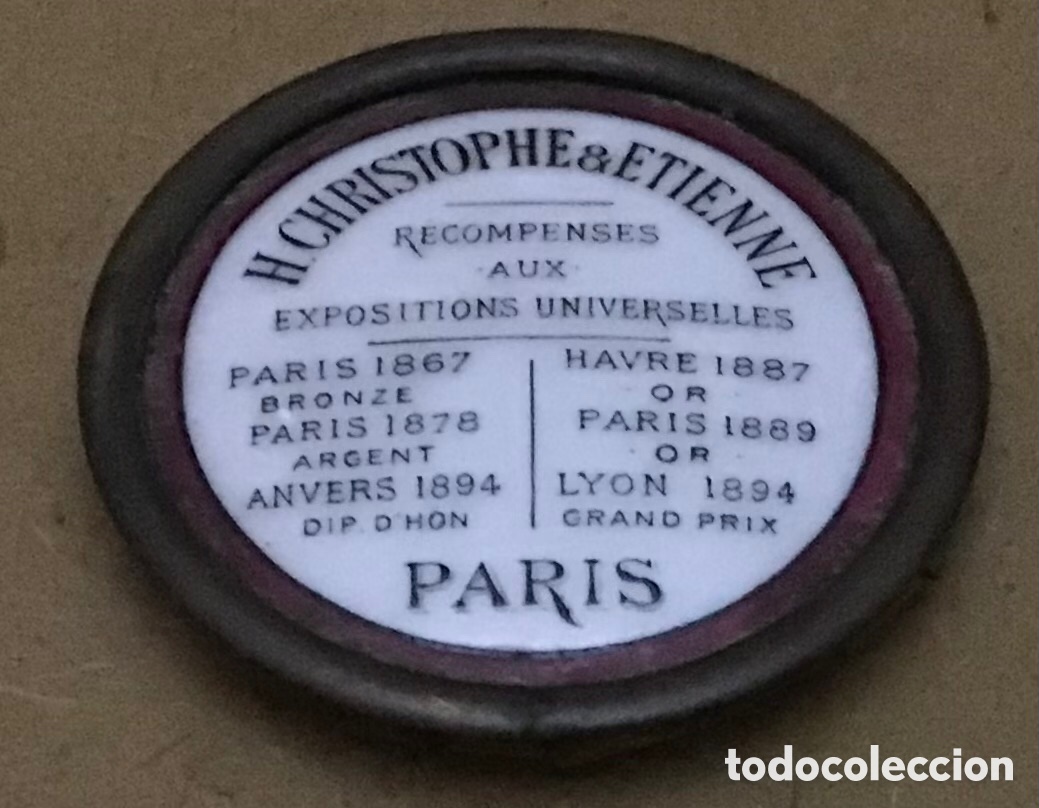 H. CHRISTOPHE & ETIENNE
RECOMPENSES
AUX
EXPOSITIONS UNIVERSELLES
PARIS 1867
BRONZE
PARIS 1878
ARGENT
ANVERS 1894
DIP. D'HON
HAVRE 1887
OR
PARIS 1889
OR
LYON 1894
GRAND PRIX
PARIS
todocoleccion